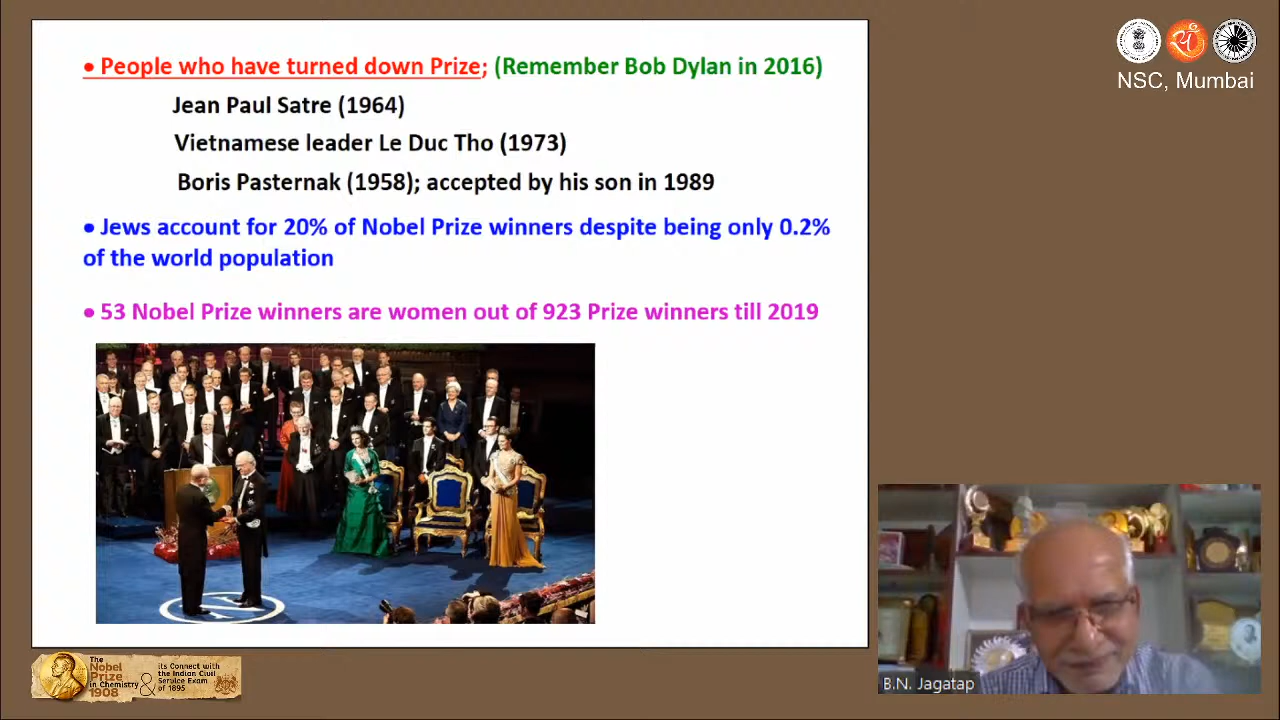 • People who have turned down Prize; (Remember Bob Dylan in 2016)
Jean Paul Satre (1964)
Vietnamese leader Le Duc Tho (1973)
Boris Pasternak (1958); accepted by his son in 1989
• Jews account for 20% of Nobel Prize winners despite being only 0.2%
of the world population
• 53 Nobel Prize winners are women out of 923 Prize winners till 2019
NSC, Mumbai
B.N. Jagatap
The
Nobel
Prize
in Chemistry
1908
&
its Connect with
the Indian Civil
Service Exam
of 1895